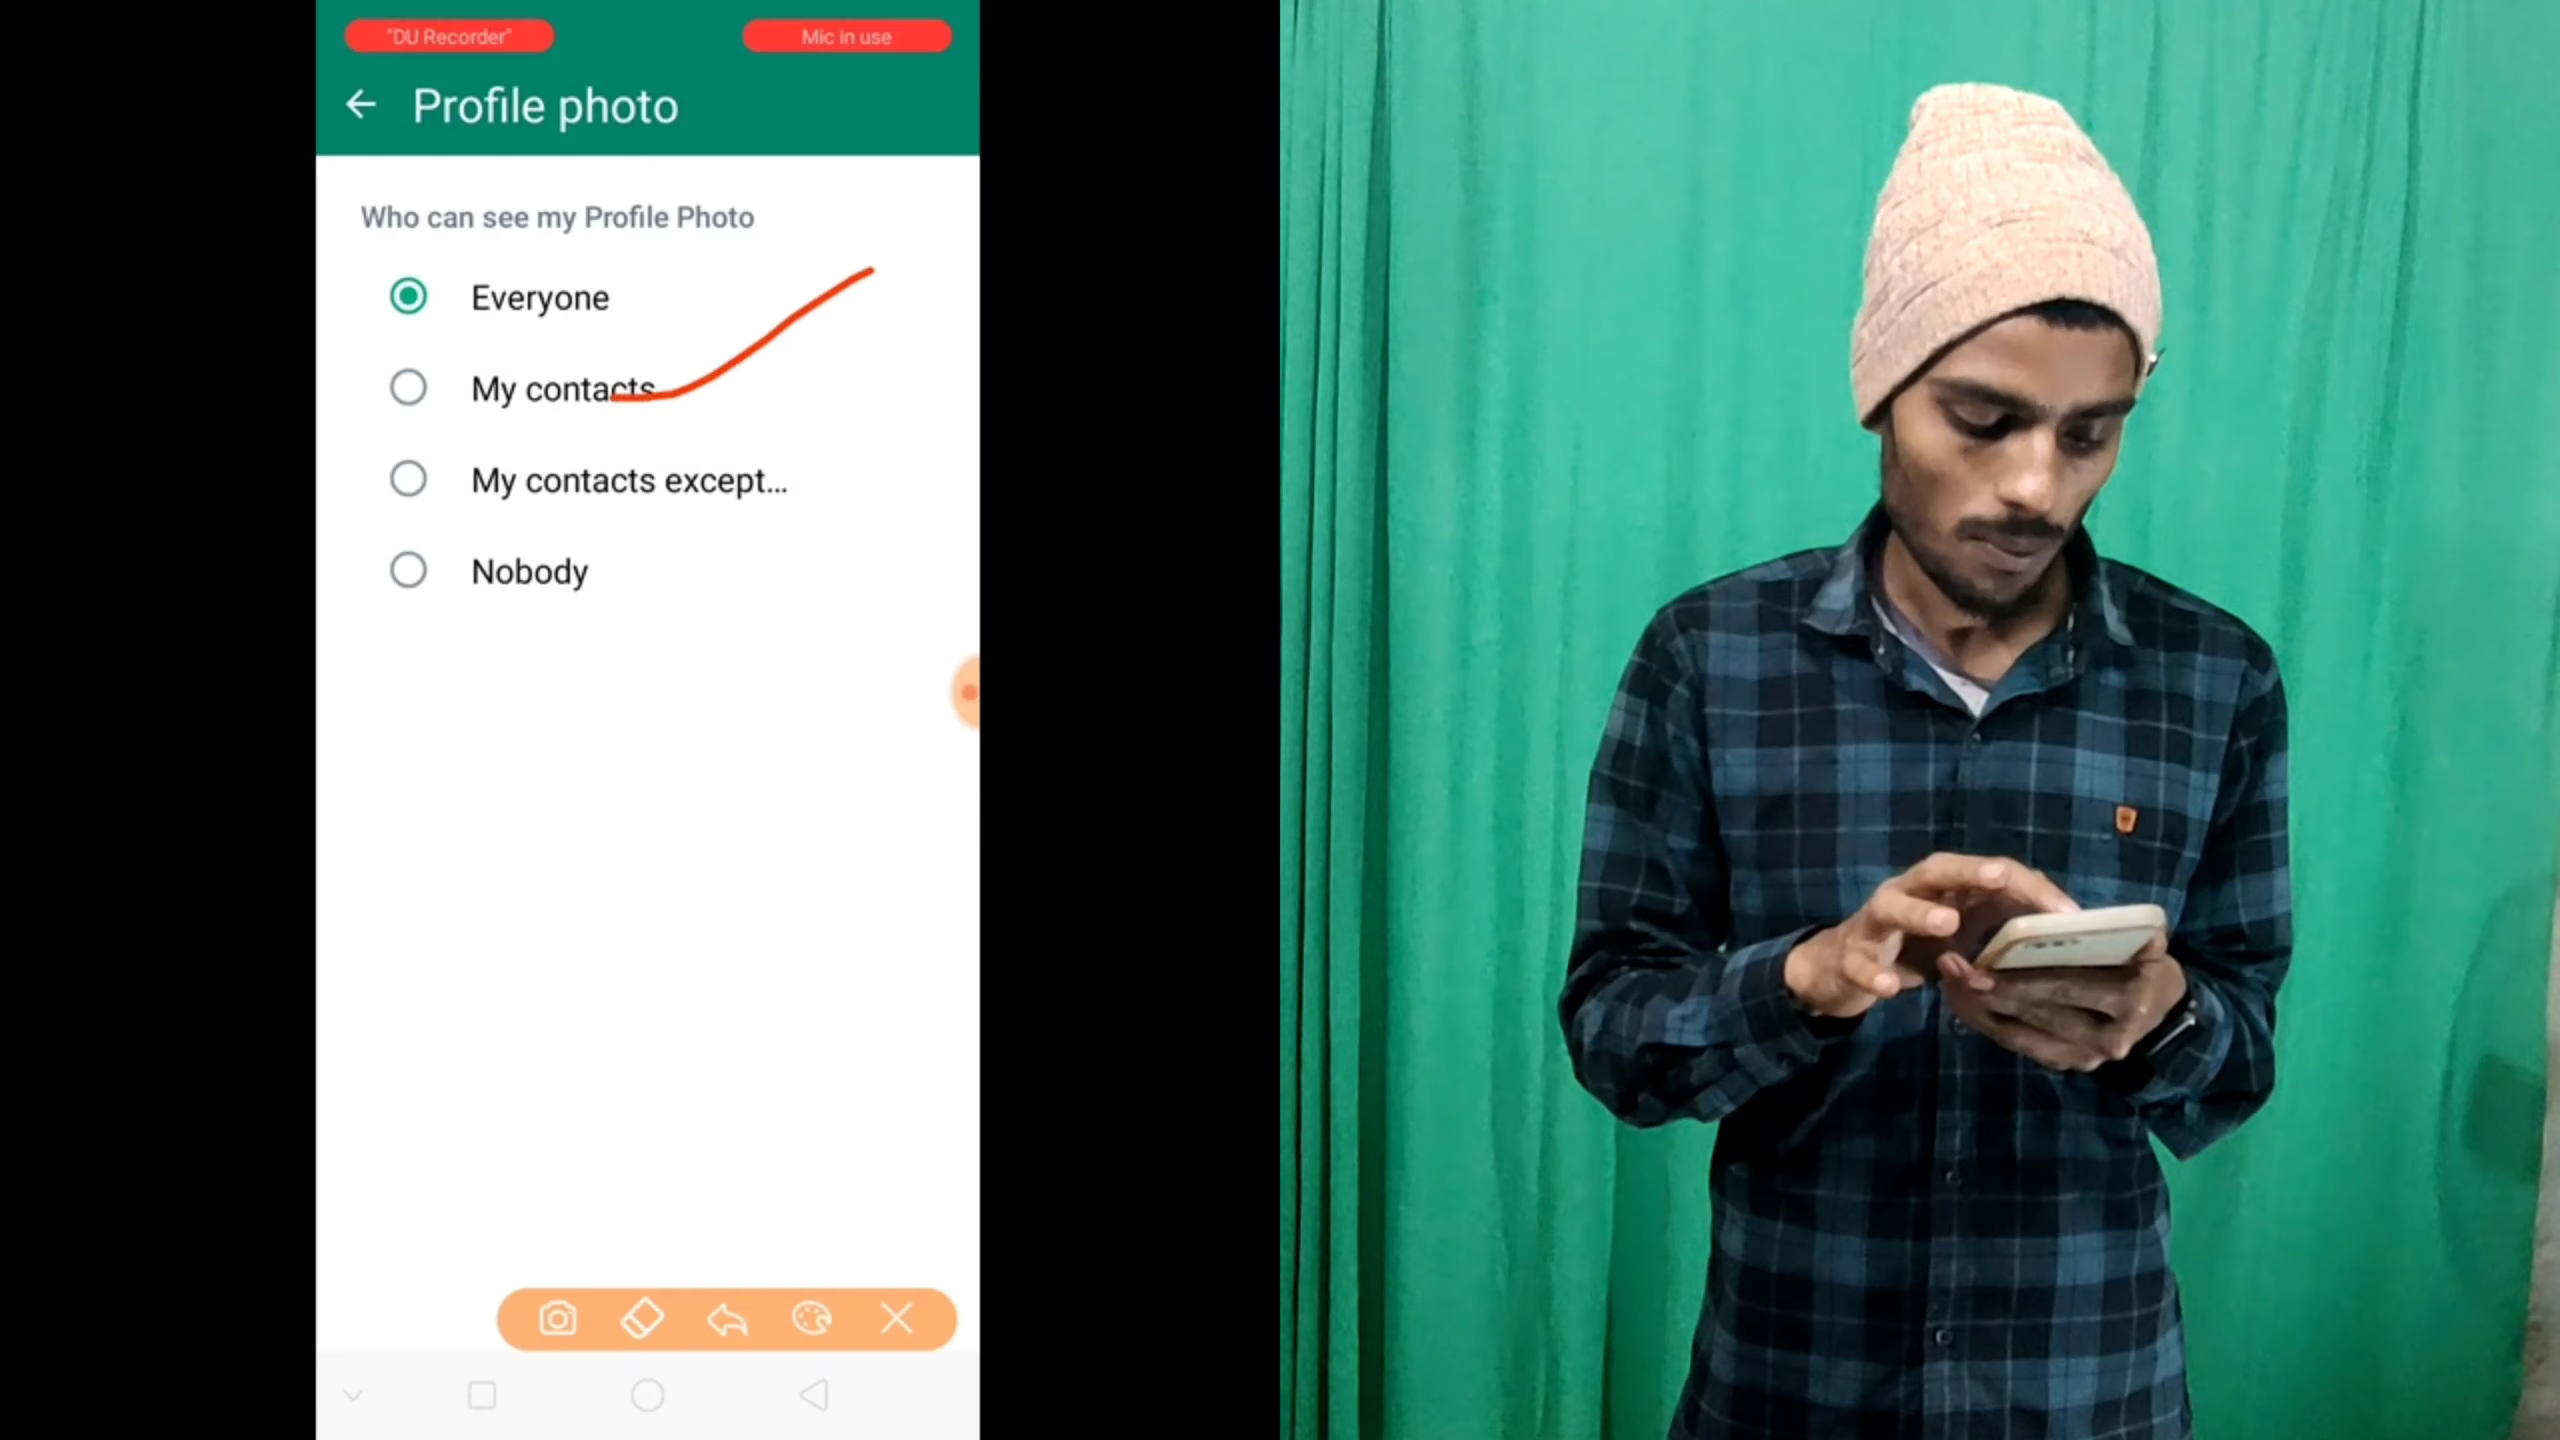 "DU Recorder"
Mic in use
Profile photo
Who can see my Profile Photo
Everyone
My contacts
My contacts except...
Nobody